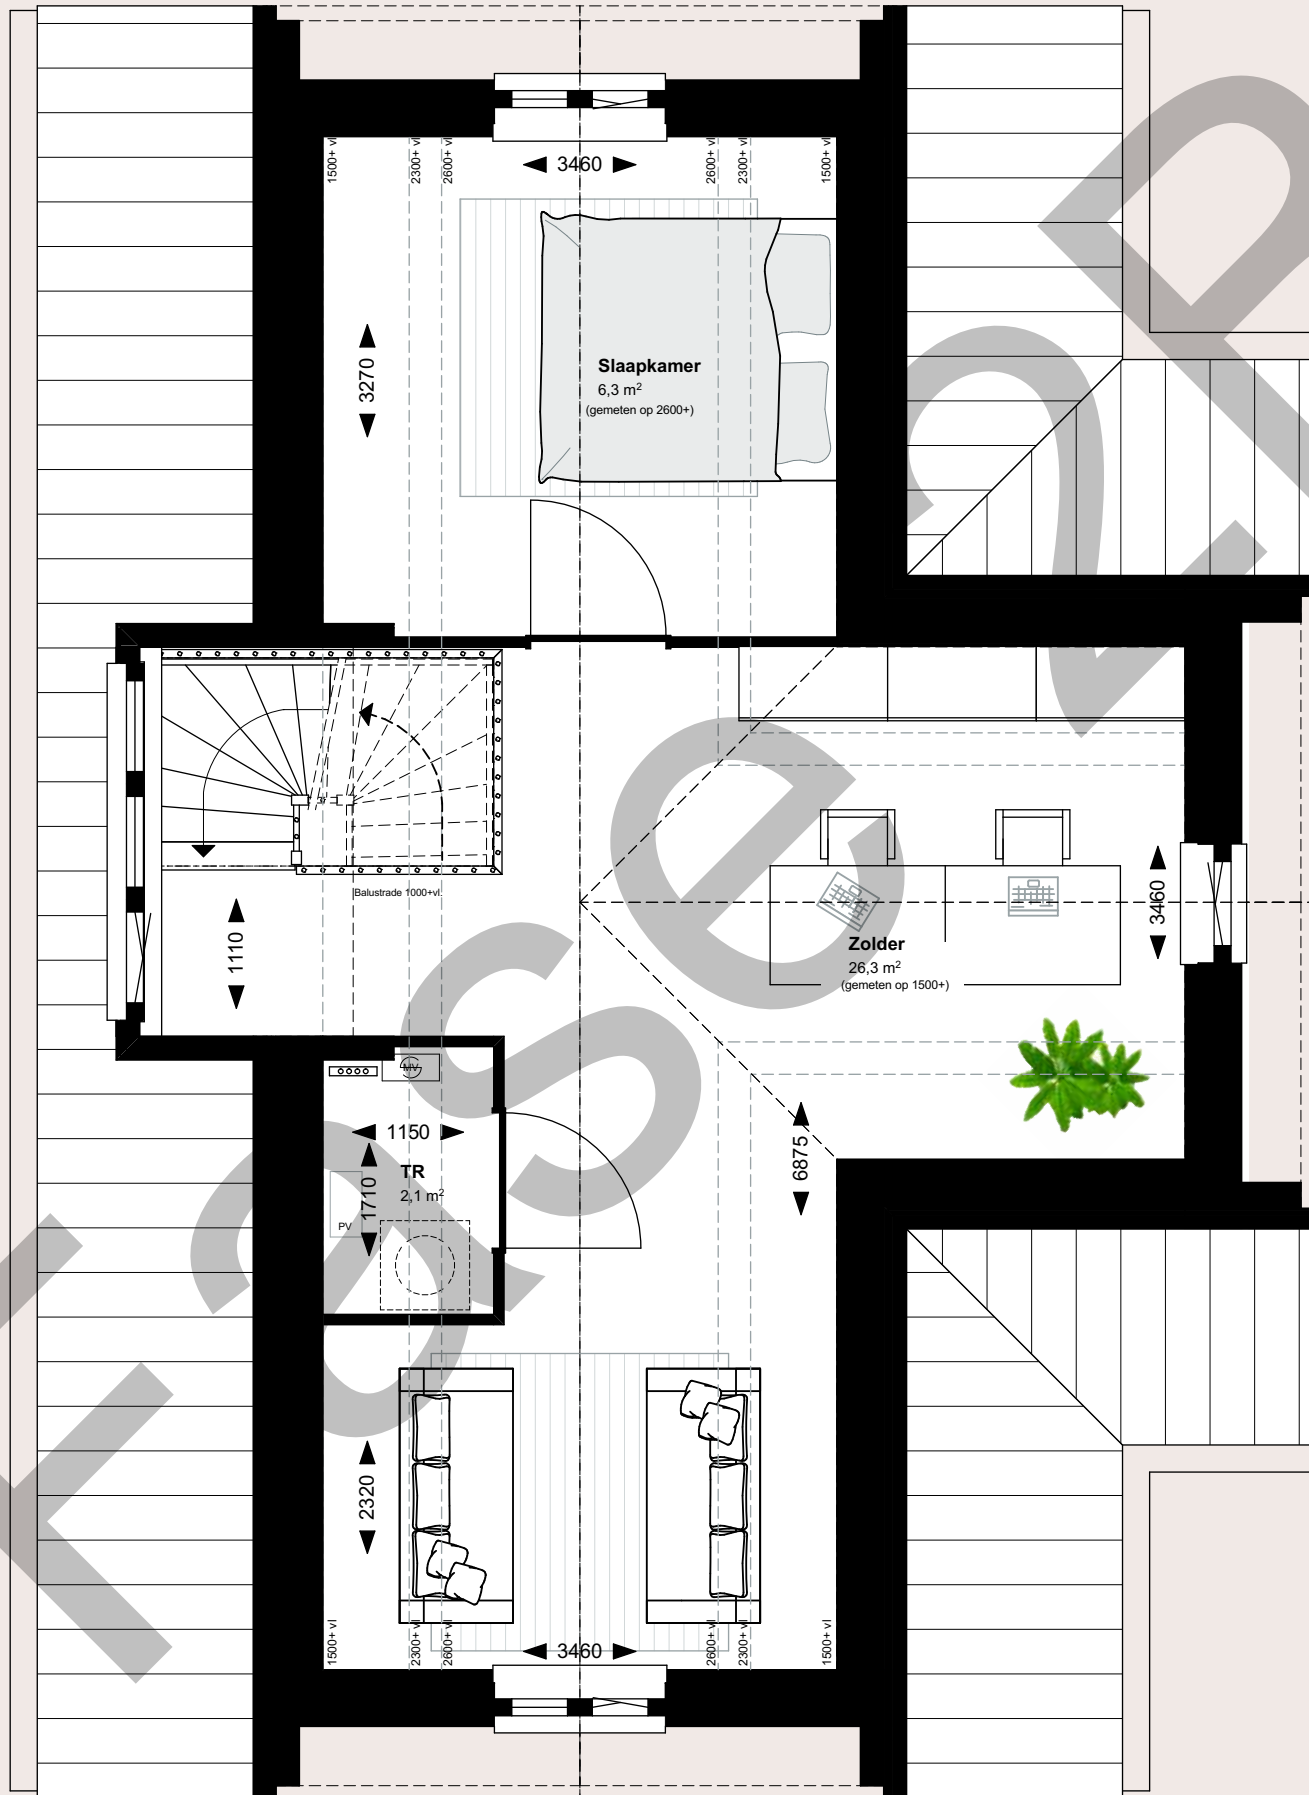 1500+ vl
2300+ vl
2600+ vl
3460
2600+ vl
2300+ vl
1500+ vl
3270
Slaapkamer
6,3 m²
(gemeten op 2600+)
Balustrade 1000+vl.
1110
3460
Zolder
26,3 m²
(gemeten op 1500+)
MV
1150
TR
2,1 m²
1710
PV
6875
2320
1500+ vl
2300+ vl
2600+ vl
3460
2600+ vl
2300+ vl
1500+ vl